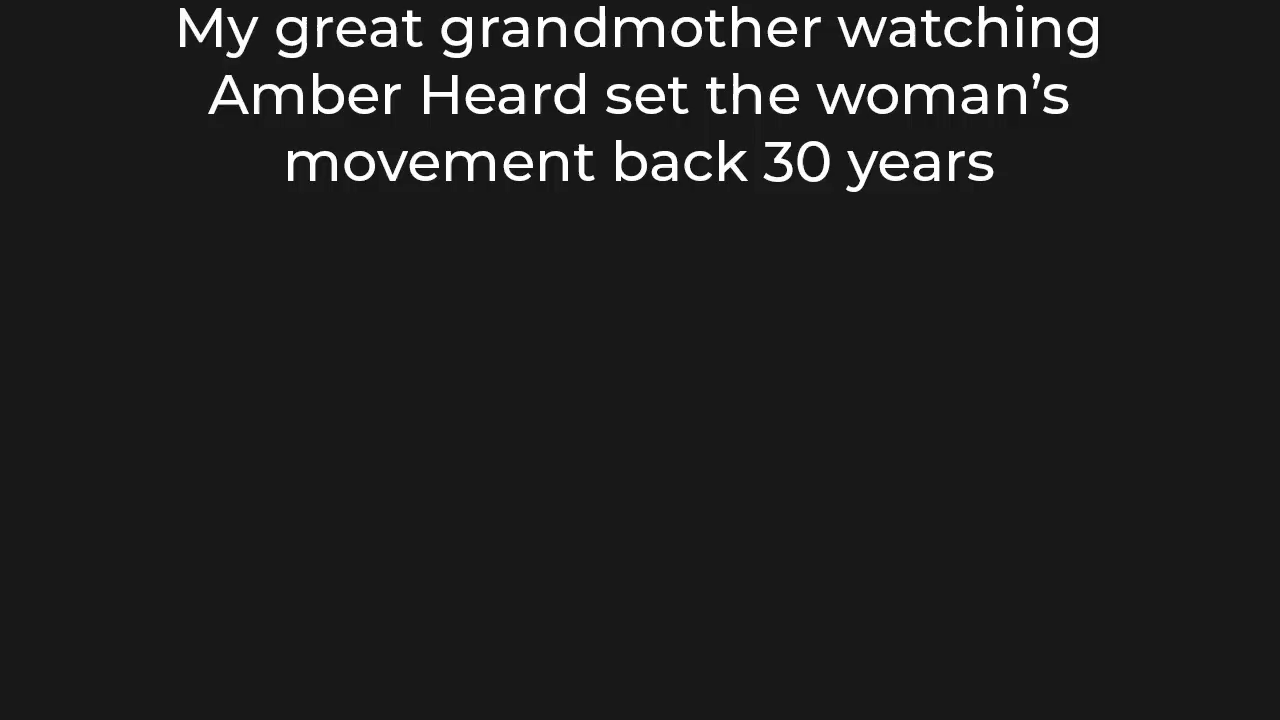 My great grandmother watching
Amber Heard set the woman’s
movement back 30 years